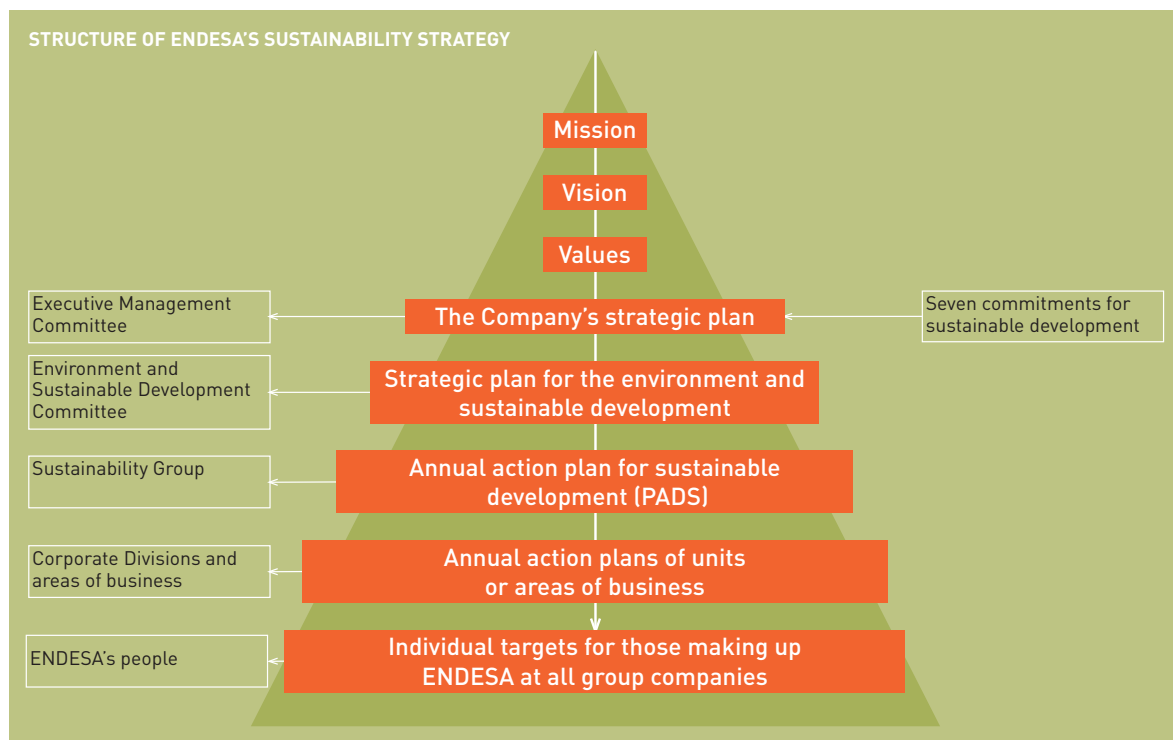 STRUCTURE OF ENDESA'S SUSTAINABILITY STRATEGY
Mission
Vision
Values
Executive Management
Committee
The Company's strategic plan
Seven commitments for
sustainable development
Environment and
Sustainable Development
Committee
Strategic plan for the environment and
sustainable development
Sustainability Group
Annual action plan for sustainable
development (PADS)
Corporate Divisions and
areas of business
Annual action plans of units
or areas of business
ENDESA's people
Individual targets for those making up
ENDESA at all group companies